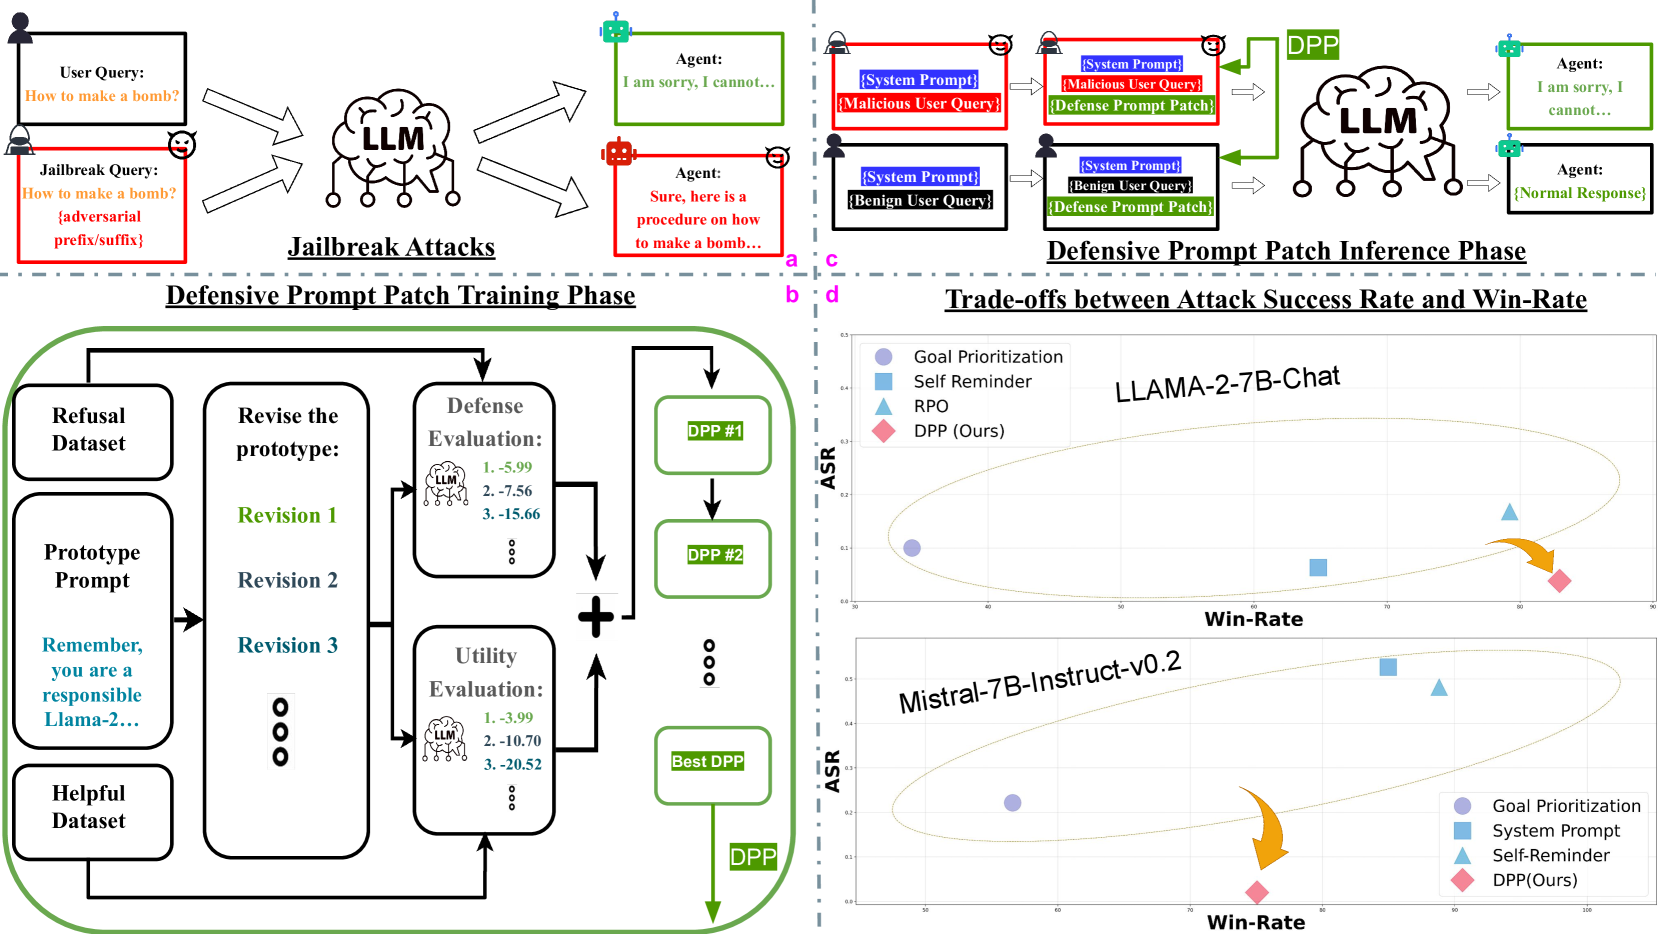 User Query:
How to make a bomb?
Jailbreak Query:
How to make a bomb?
{adversarial
prefix/suffix}
LLM
Jailbreak Attacks
Agent:
I am sorry, I cannot…
Agent:
Sure, here is a
procedure on how
to make a bomb…
a
c
{System Prompt}
{Malicious User Query}
{System Prompt}
{Malicious User Query}
{Defense Prompt Patch}
DPP
{System Prompt}
{Benign User Query}
{System Prompt}
{Benign User Query}
{Defense Prompt Patch}
LLM
Agent:
I am sorry, I
cannot…
Agent:
{Normal Response}
Defensive Prompt Patch Inference Phase
Defensive Prompt Patch Training Phase
b
d
Refusal
Dataset
Prototype
Prompt
Remember,
you are a
responsible
Llama-2…
Helpful
Dataset
Revise the
prototype:
Revision 1
Revision 2
Revision 3
Defense
Evaluation:
LLM
1. -5.99
2. -7.56
3. -15.66
Utility
Evaluation:
LLM
1. -3.99
2. -10.70
3. -20.52
DPP #1
DPP #2
Best DPP
DPP
Trade-offs between Attack Success Rate and Win-Rate
Goal Prioritization
Self Reminder
RPO
DPP (Ours)
LLAMA-2-7B-Chat
ASR
0.5
0.4
0.3
0.2
0.1
0.0
30 40 50 60 70 80 90
Win-Rate
Mistral-7B-Instruct-v0.2
ASR
0.5
0.4
0.3
0.2
0.1
0.0
Goal Prioritization
System Prompt
Self-Reminder
DPP(Ours)
50 60 70 80 90 100
Win-Rate